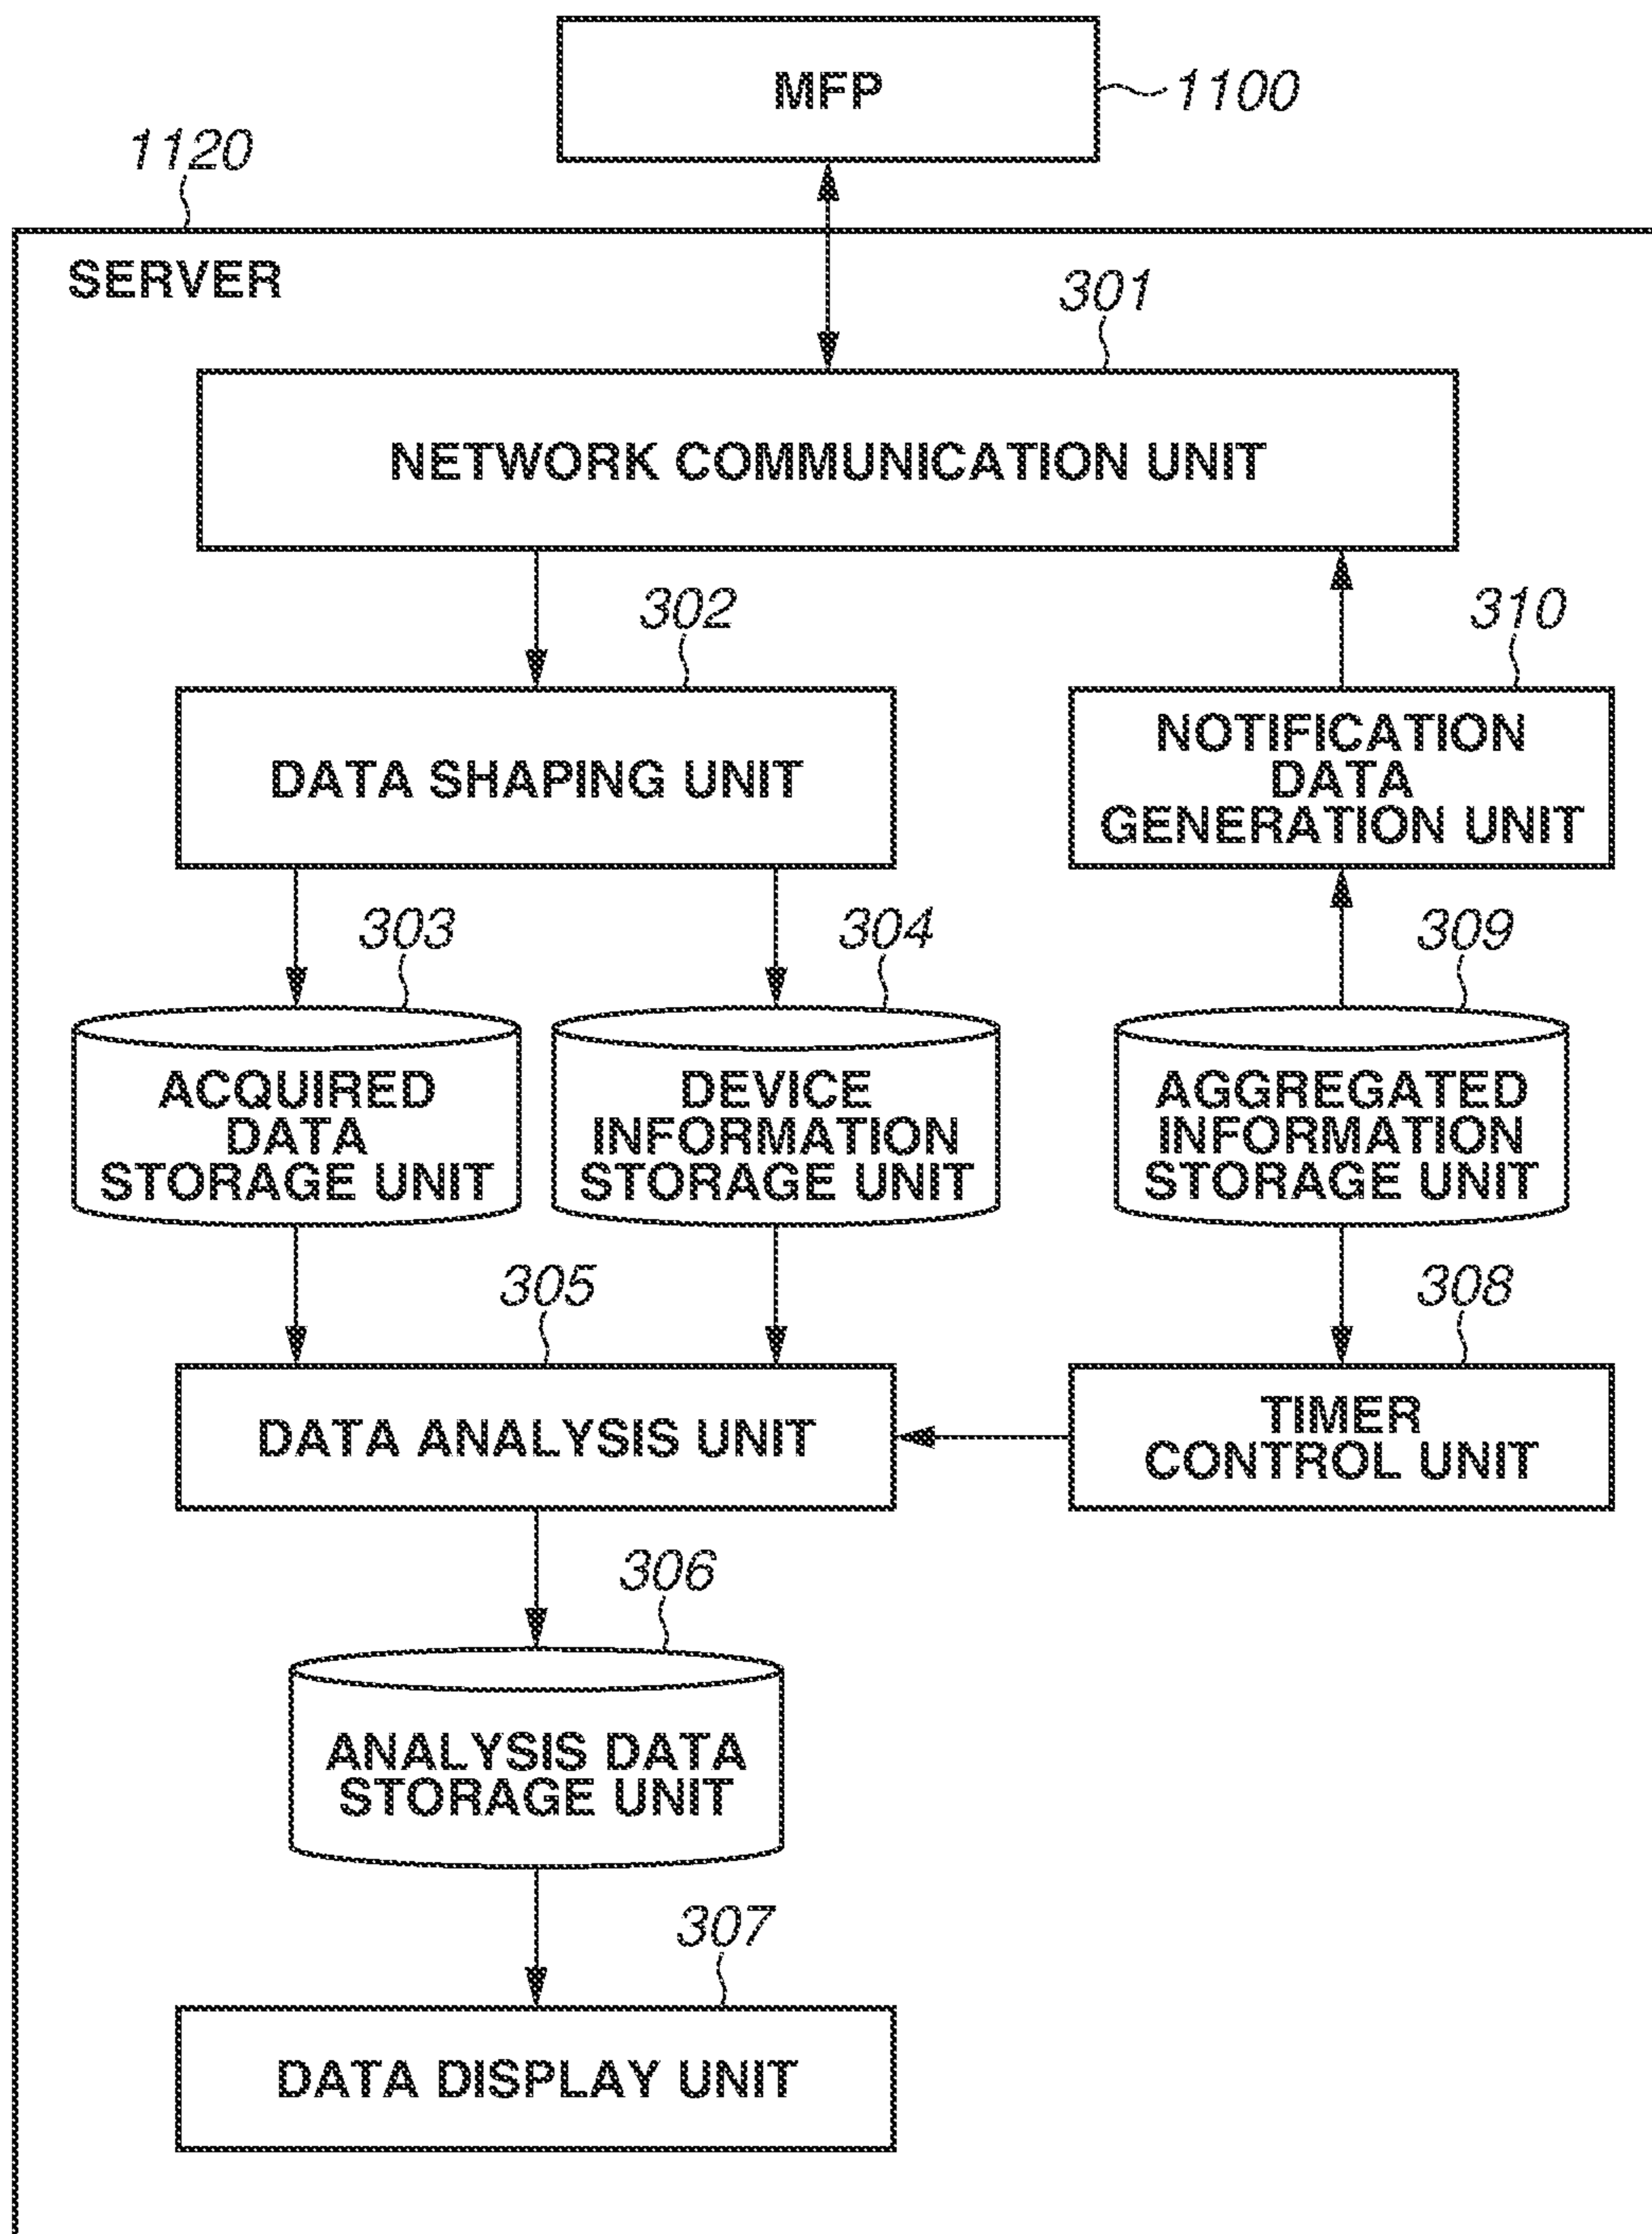 MFP
1100
1120
SERVER
301
NETWORK COMMUNICATION UNIT
302
310
DATA SHAPING UNIT
NOTIFICATION
DATA
GENERATION UNIT
303
304
309
ACQUIRED
DATA
STORAGE UNIT
DEVICE
INFORMATION
STORAGE UNIT
AGGREGATED
INFORMATION
STORAGE UNIT
305
308
DATA ANALYSIS UNIT
TIMER
CONTROL UNIT
306
ANALYSIS DATA
STORAGE UNIT
307
DATA DISPLAY UNIT